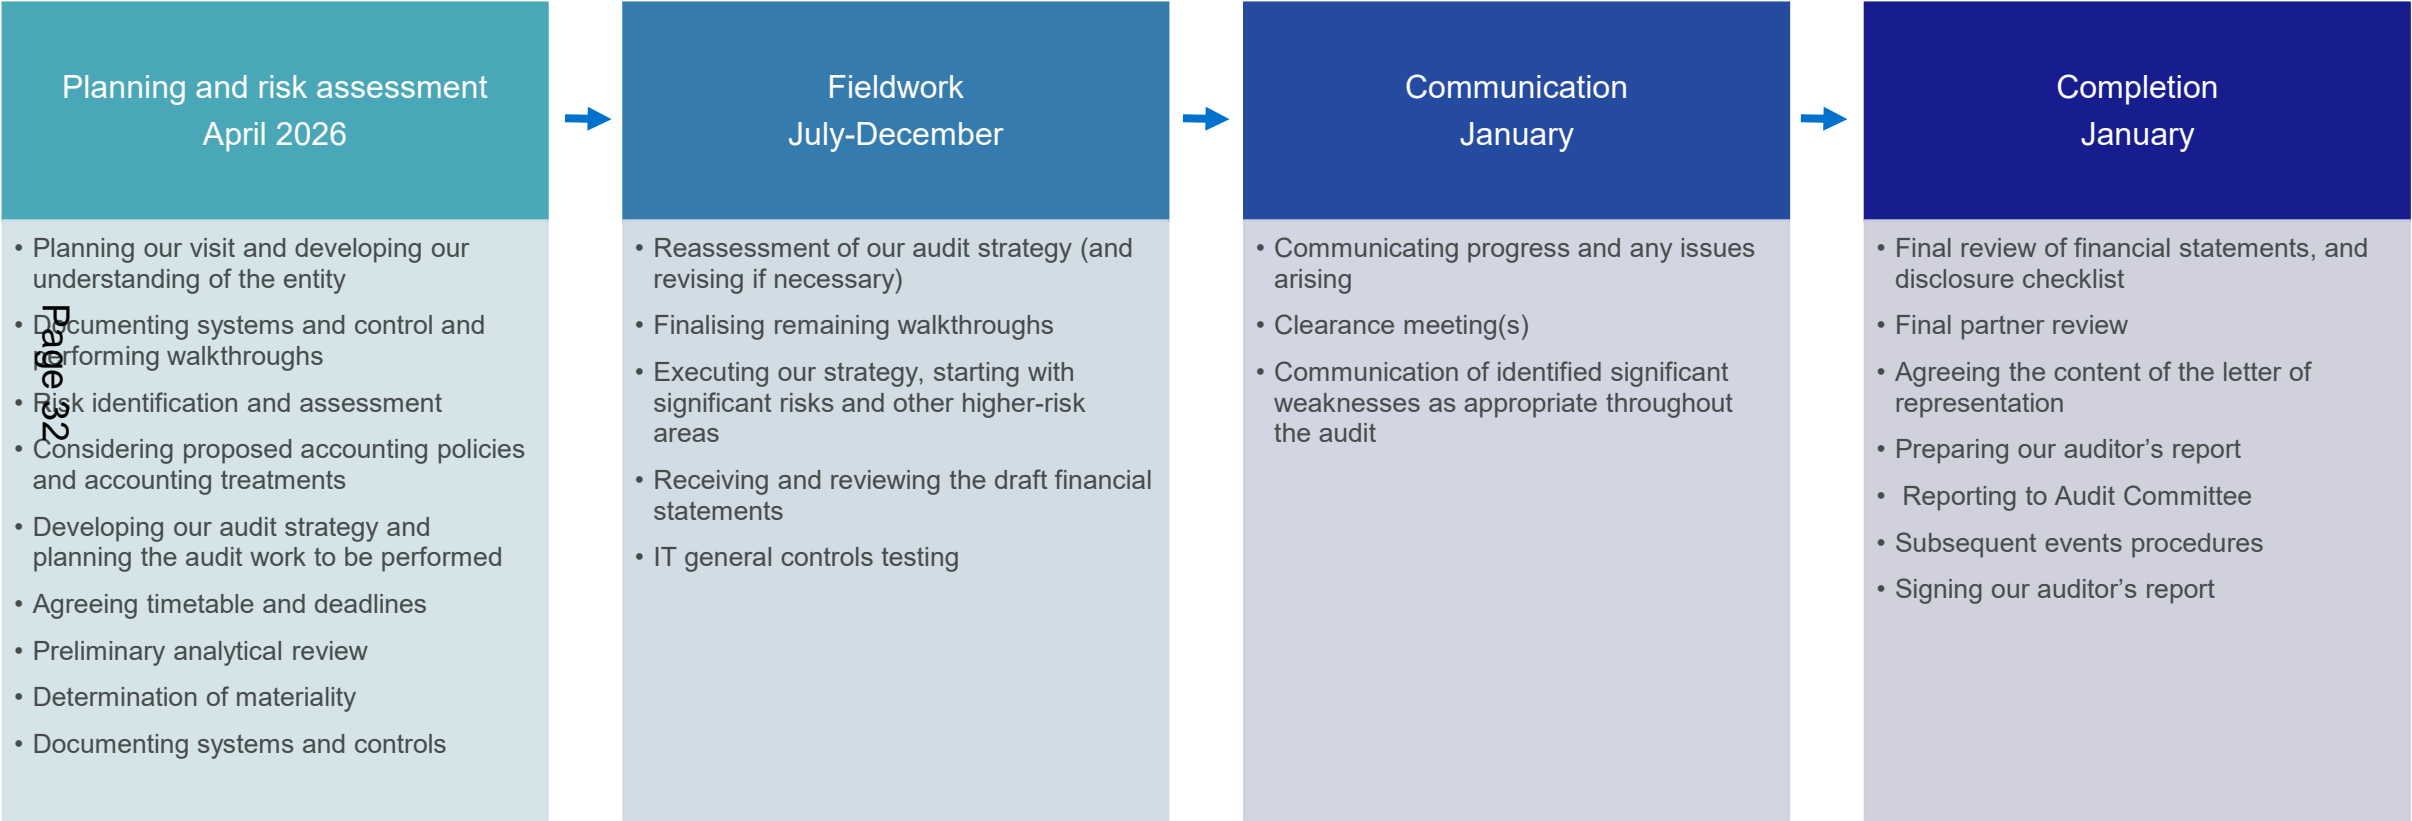 Planning and risk assessment
April 2026
• Planning our visit and developing our
understanding of the entity
• Documenting systems and control and
performing walkthroughs
• Risk identification and assessment
• Considering proposed accounting policies
and accounting treatments
• Developing our audit strategy and
planning the audit work to be performed
• Agreeing timetable and deadlines
• Preliminary analytical review
• Determination of materiality
• Documenting systems and controls
Page 32
Fieldwork
July-December
• Reassessment of our audit strategy (and
revising if necessary)
• Finalising remaining walkthroughs
• Executing our strategy, starting with
significant risks and other higher-risk
areas
• Receiving and reviewing the draft financial
statements
• IT general controls testing
Communication
January
• Communicating progress and any issues
arising
• Clearance meeting(s)
• Communication of identified significant
weaknesses as appropriate throughout
the audit
Completion
January
• Final review of financial statements, and
disclosure checklist
• Final partner review
• Agreeing the content of the letter of
representation
• Preparing our auditor’s report
• Reporting to Audit Committee
• Subsequent events procedures
• Signing our auditor’s report